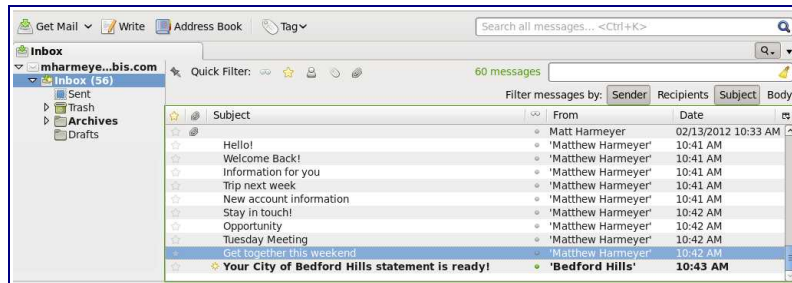 Get Mail Write Address Book Tag Search all messages... <Ctrl+K>
Inbox
mharmeye...bis.com Quick Filter: 60 messages
Inbox (56)
Sent Filter messages by: Sender Recipients Subject Body
Trash
Archives Subject From Date
Drafts Matt Harmeyer 02/13/2012 10:33 AM
Hello! 'Matthew Harmeyer' 10:41 AM
Welcome Back! 'Matthew Harmeyer' 10:41 AM
Information for you 'Matthew Harmeyer' 10:41 AM
Trip next week 'Matthew Harmeyer' 10:41 AM
New account information 'Matthew Harmeyer' 10:41 AM
Stay in touch! 'Matthew Harmeyer' 10:42 AM
Opportunity 'Matthew Harmeyer' 10:42 AM
Tuesday Meeting 'Matthew Harmeyer' 10:42 AM
Get together this weekend 'Matthew Harmeyer' 10:42 AM
Your City of Bedford Hills statement is ready! 'Bedford Hills' 10:43 AM